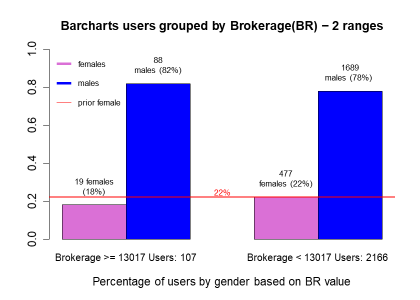 Barcharts users grouped by Brokerage(BR) − 2 ranges
1.0
0.8
0.6
0.4
0.2
0.0
females
males
prior female
88
males (82%)
19 females
(18%)
22%
1689
males (78%)
477
females (22%)
Brokerage >= 13017 Users: 107
Brokerage < 13017 Users: 2166
Percentage of users by gender based on BR value